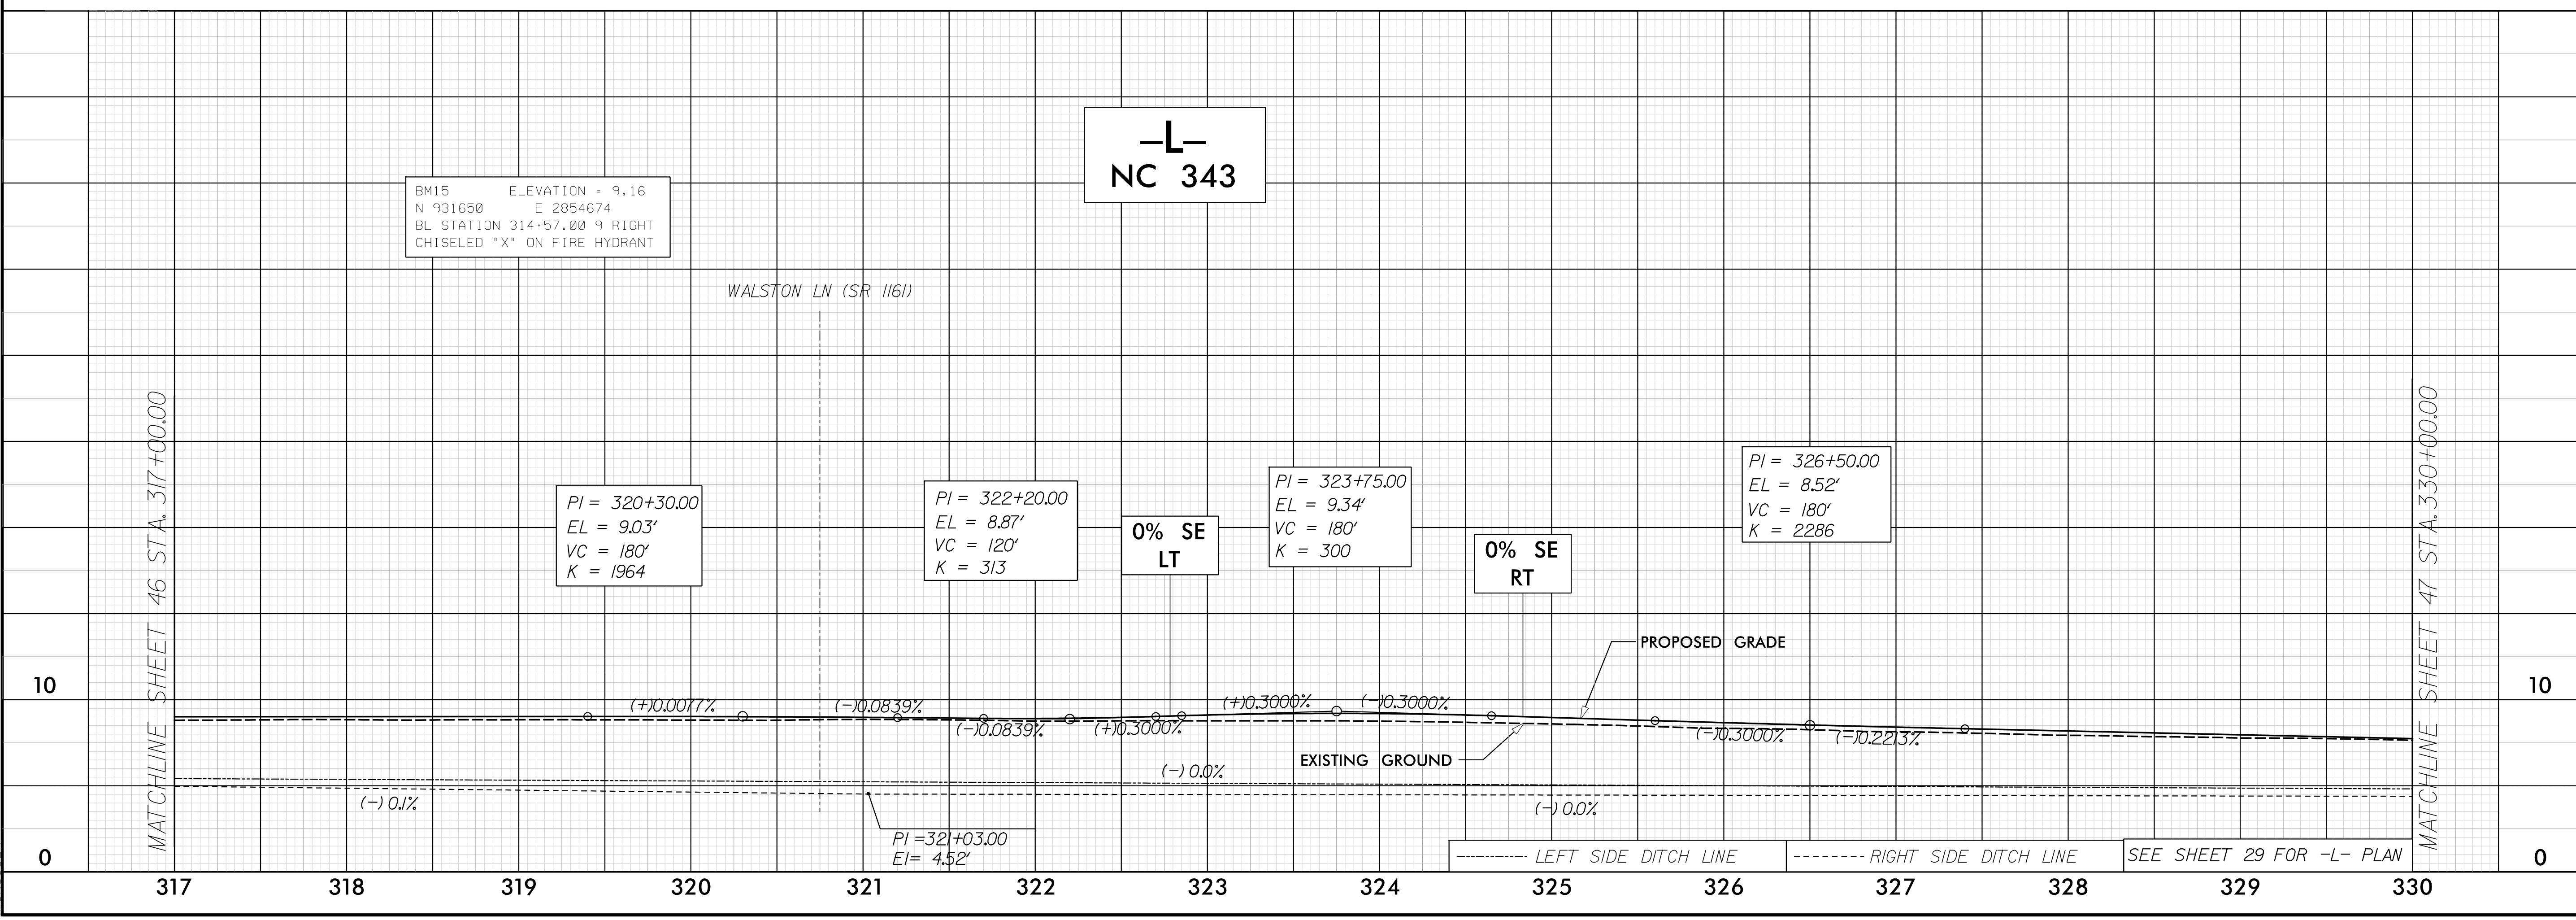 –L–
NC 343
BM15 ELEVATION = 9.16
N 931650 E 2854674
BL STATION 314+57.00 9 RIGHT
CHISELED "X" ON FIRE HYDRANT
WALSTON LN (SR 1161)
MATCHLINE SHEET 46 STA. 317+00.00
MATCHLINE SHEET 47 STA. 330+00.00
PI = 320+30.00
EL = 9.03'
VC = 180'
K = 1964
PI = 322+20.00
EL = 8.87'
VC = 120'
K = 313
0% SE
LT
PI = 323+75.00
EL = 9.34'
VC = 180'
K = 300
0% SE
RT
PI = 326+50.00
EL = 8.52'
VC = 180'
K = 2286
PROPOSED GRADE
10
10
(+)0.0077%
(-)0.0839%
(-)0.0839%
(+)0.3000%
(+)0.3000%
(-)0.3000%
(-)0.3000%
(-)0.2213%
EXISTING GROUND
(-) 0.0%
(-) 0.1%
(-) 0.0%
PI =321+03.00
El= 4.52'
0
LEFT SIDE DITCH LINE
RIGHT SIDE DITCH LINE
SEE SHEET 29 FOR -L- PLAN
0
317 318 319 320 321 322 323 324 325 326 327 328 329 330